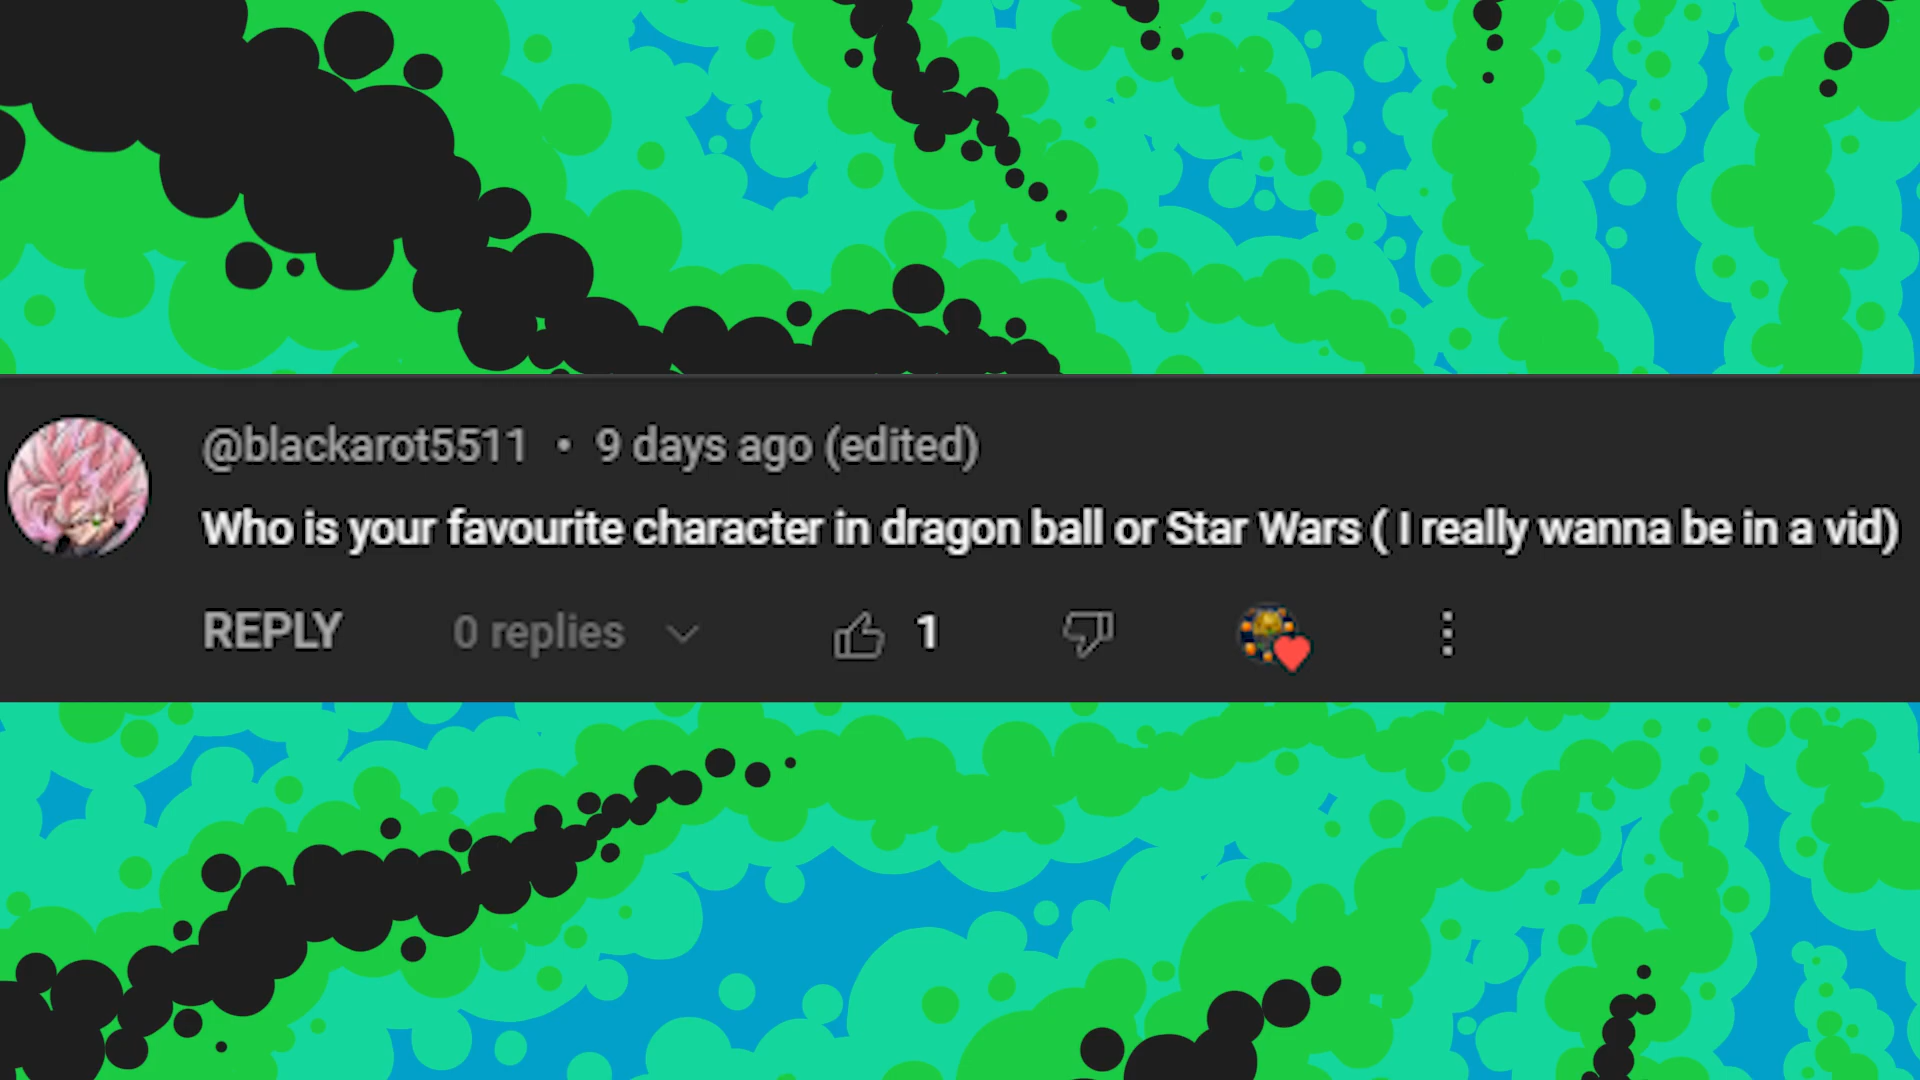 @blackarot5511 • 9 days ago (edited)
Who is your favourite character in dragon ball or Star Wars ( I really wanna be in a vid)
REPLY 0 replies 1